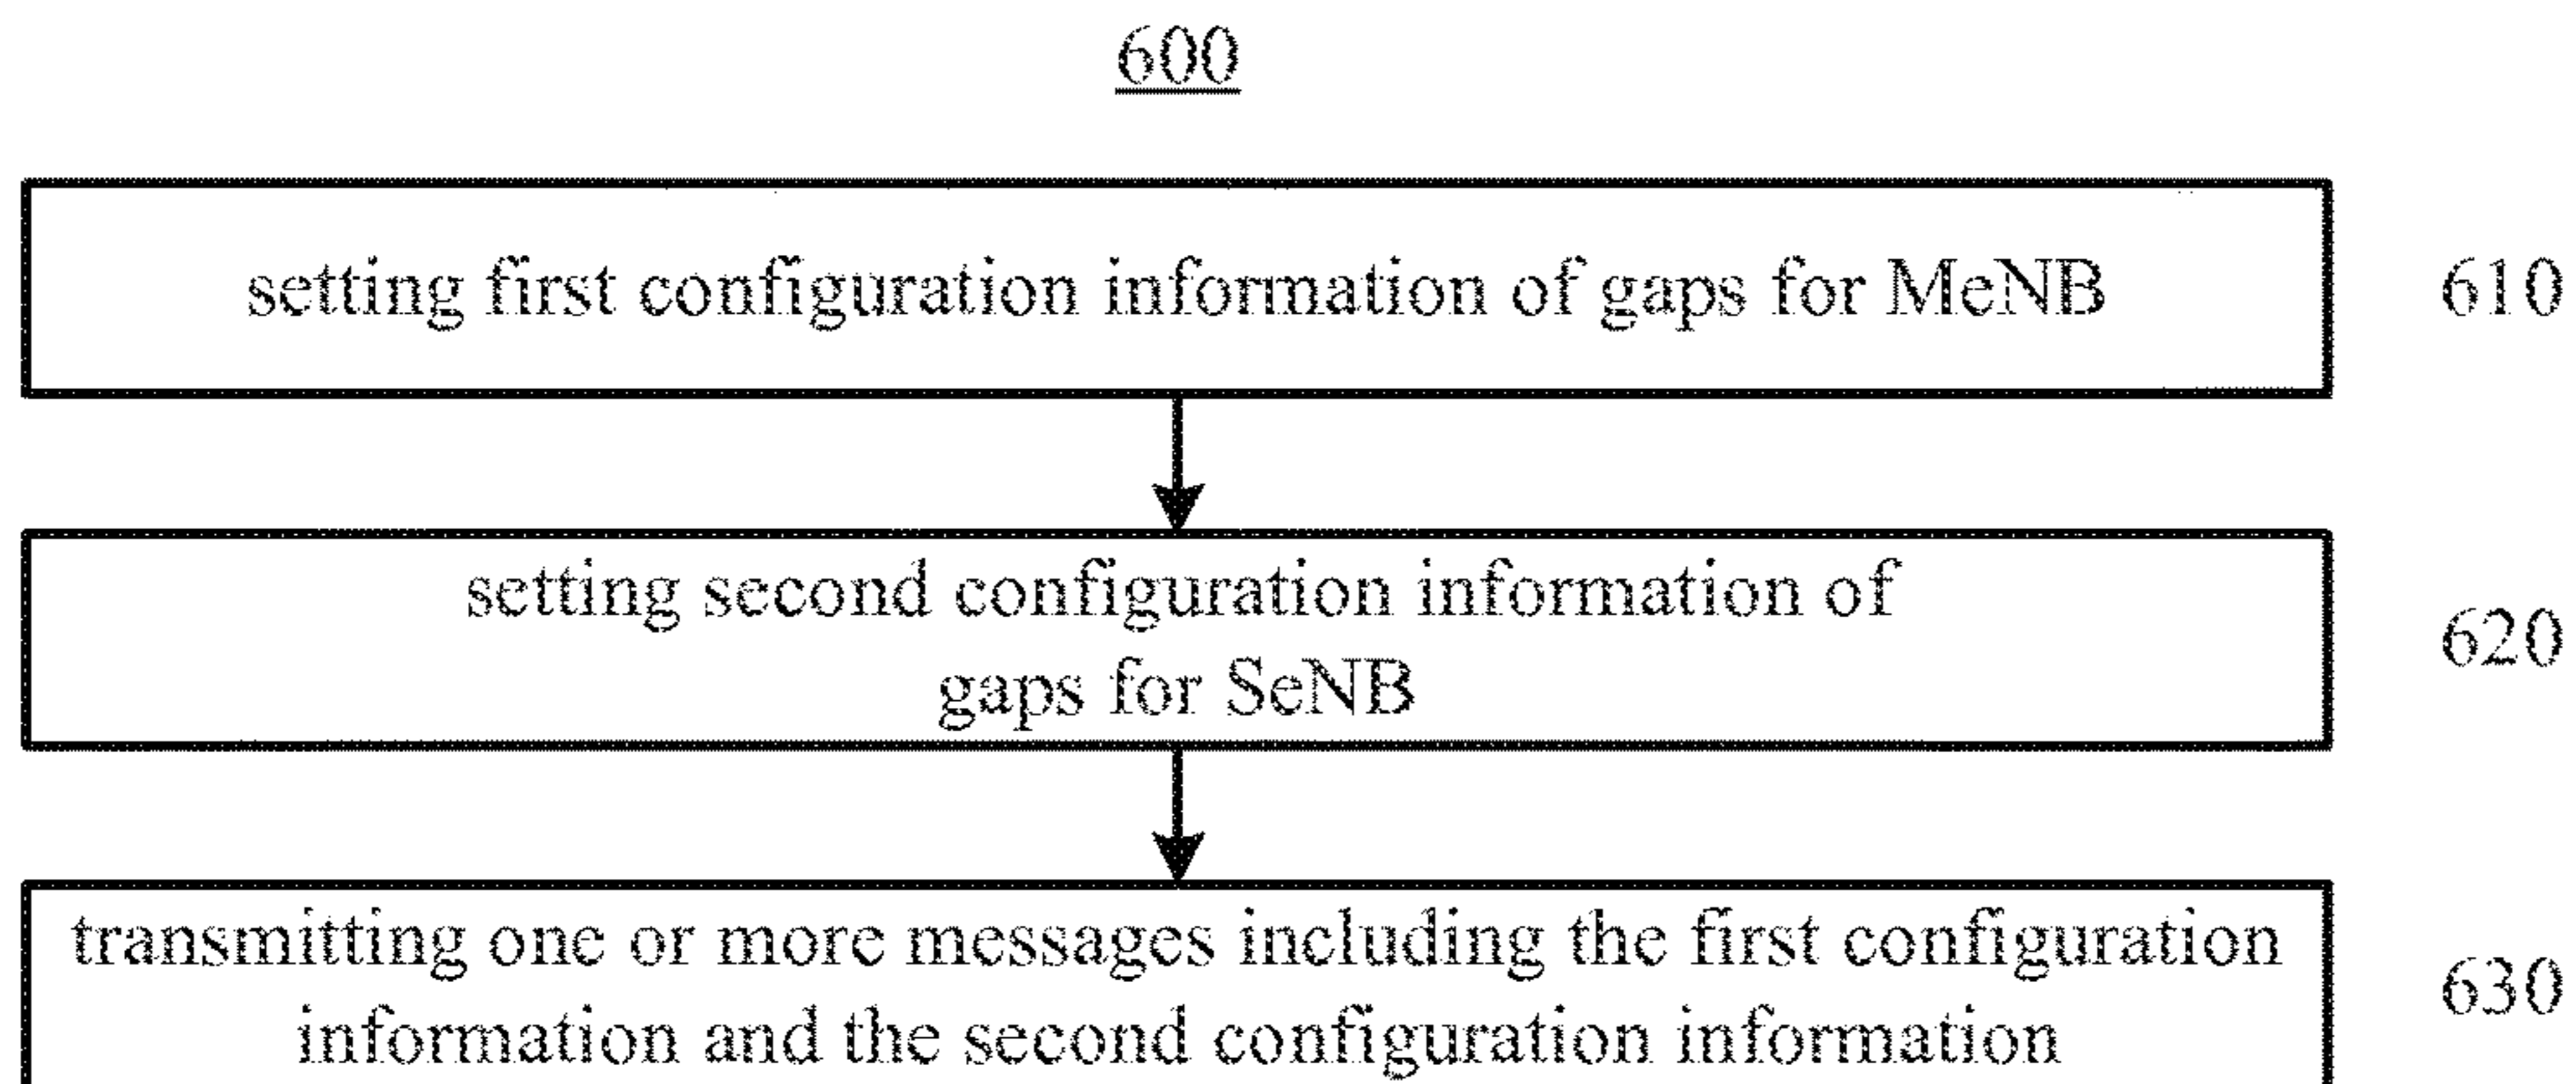 600
setting first configuration information of gaps for MeNB
610
setting second configuration information of
gaps for SeNB
620
transmitting one or more messages including the first configuration
information and the second configuration information
630